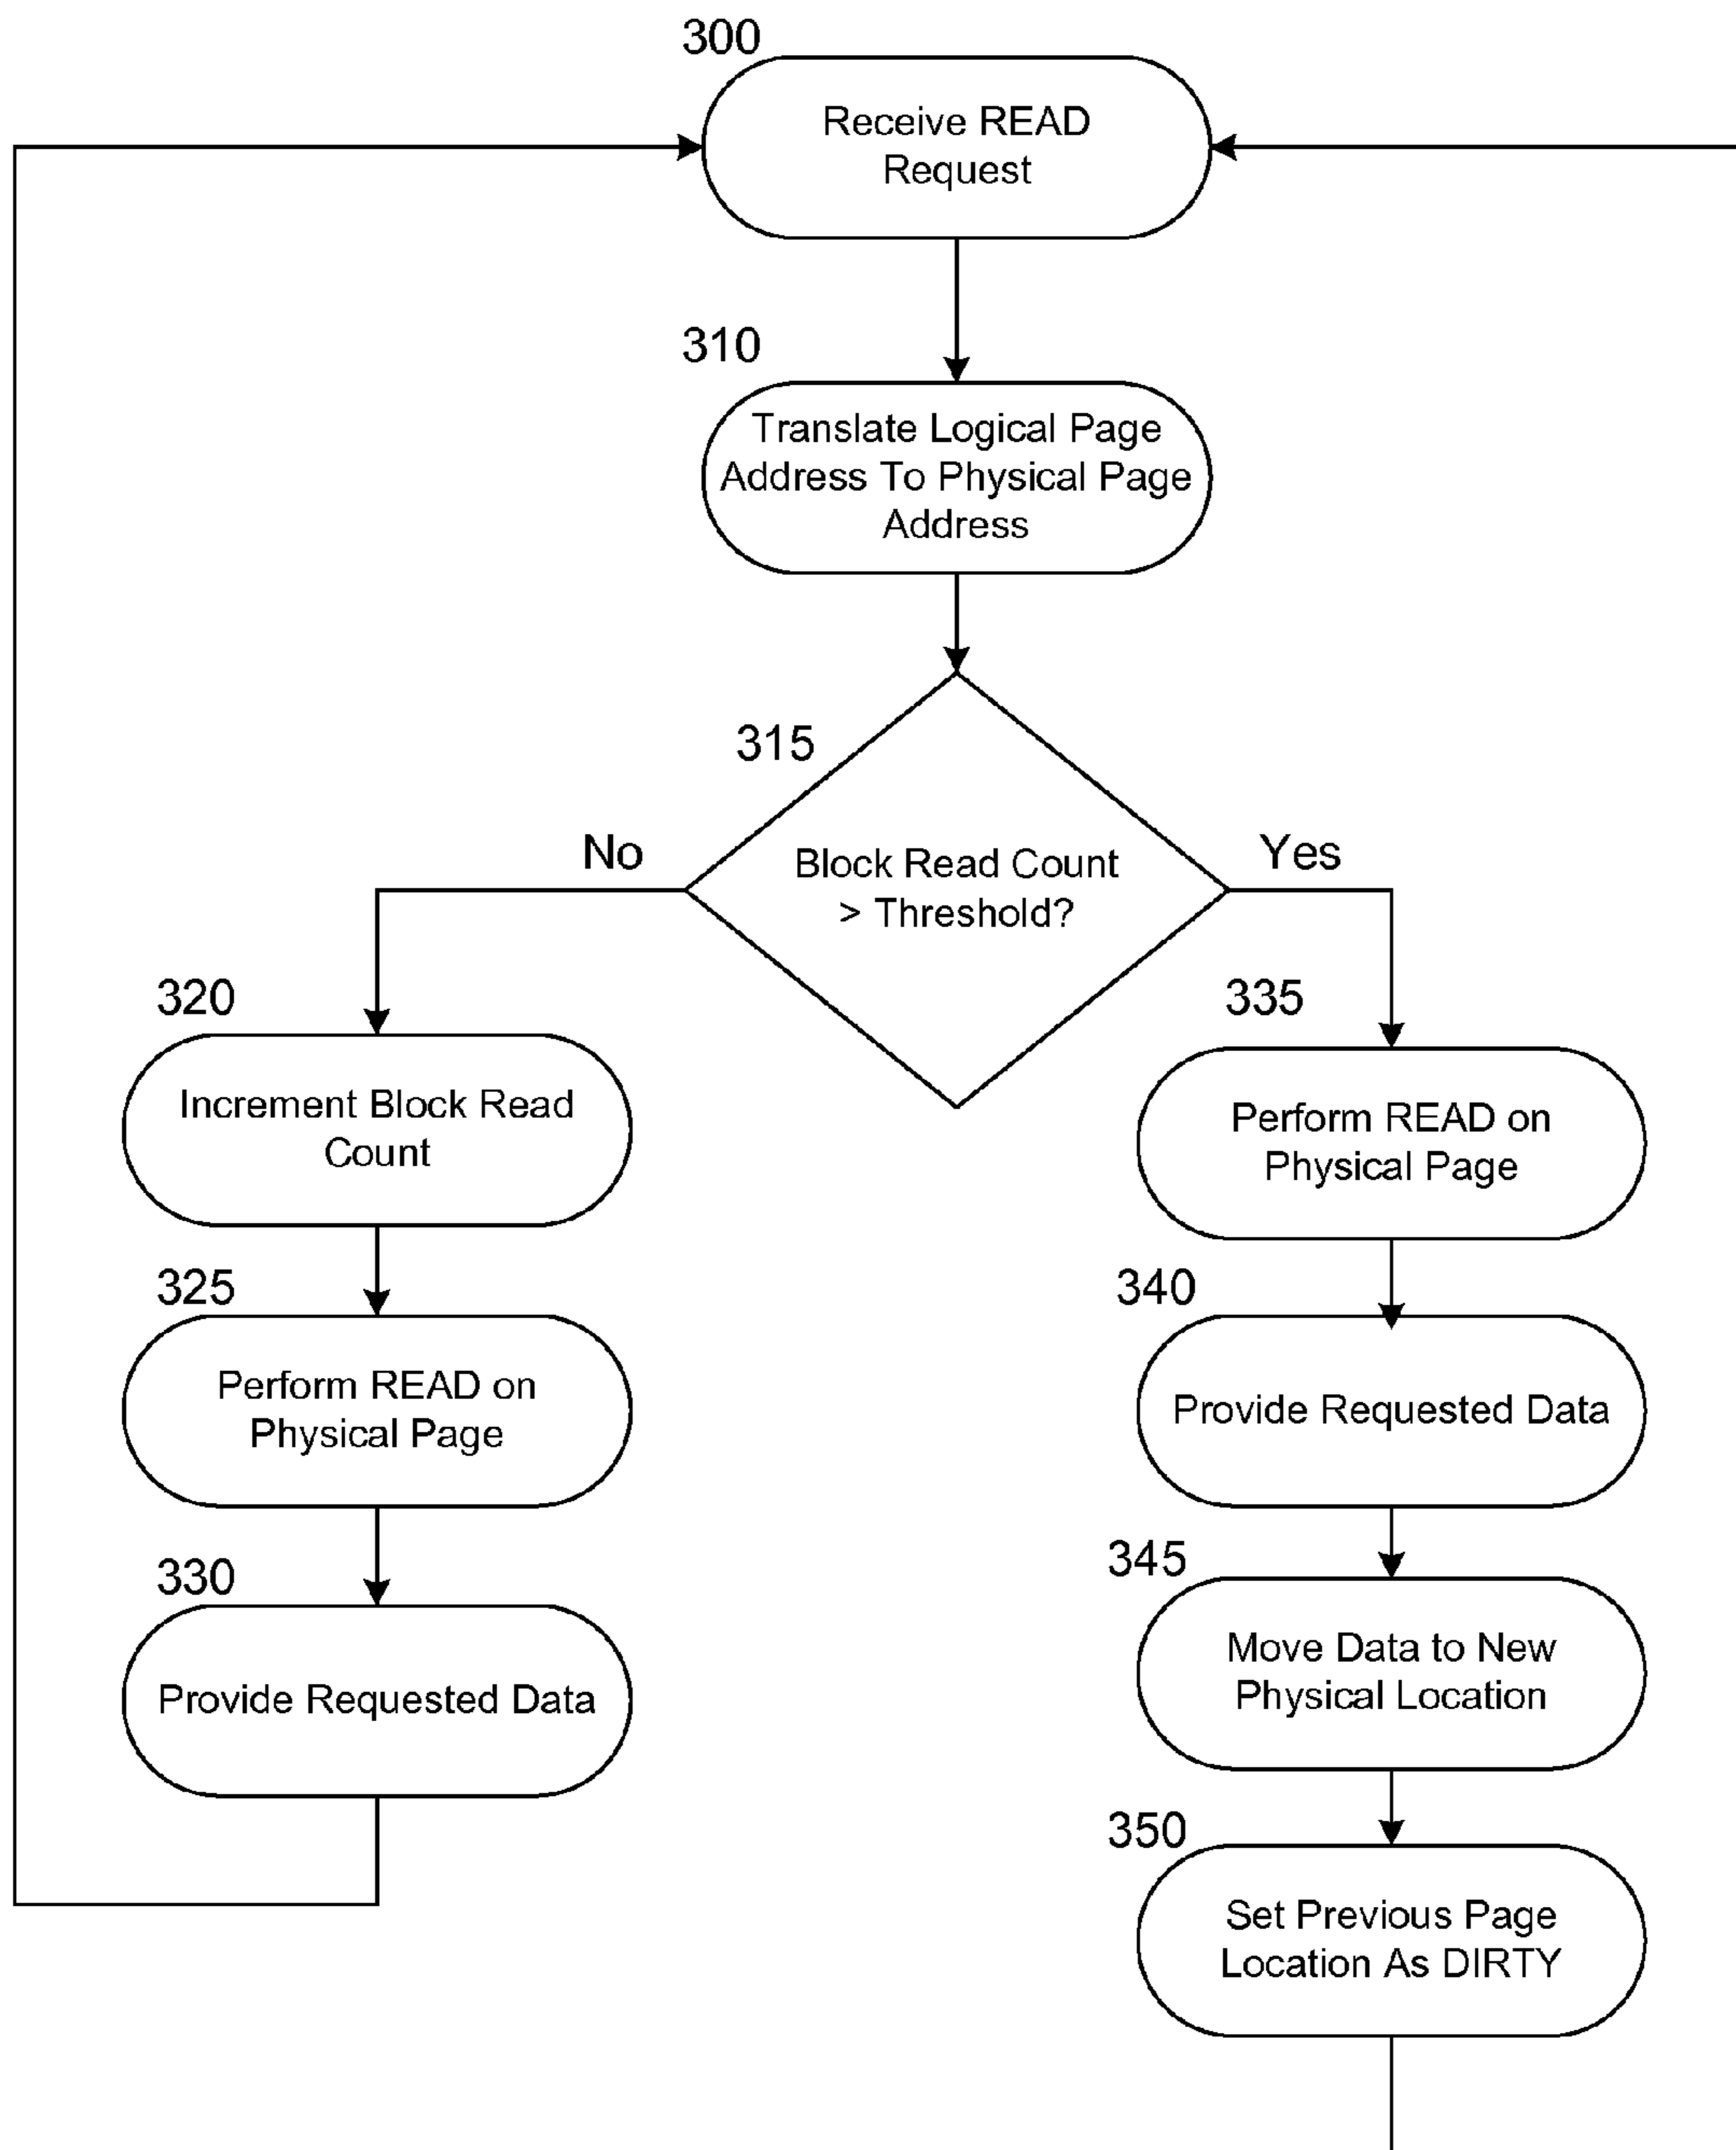 300
Receive READ
Request
310
Translate Logical Page
Address To Physical Page
Address
315
Block Read Count
> Threshold?
No
Yes
320
Increment Block Read
Count
335
Perform READ on
Physical Page
325
Perform READ on
Physical Page
340
Provide Requested Data
330
Provide Requested Data
345
Move Data to New
Physical Location
350
Set Previous Page
Location As DIRTY